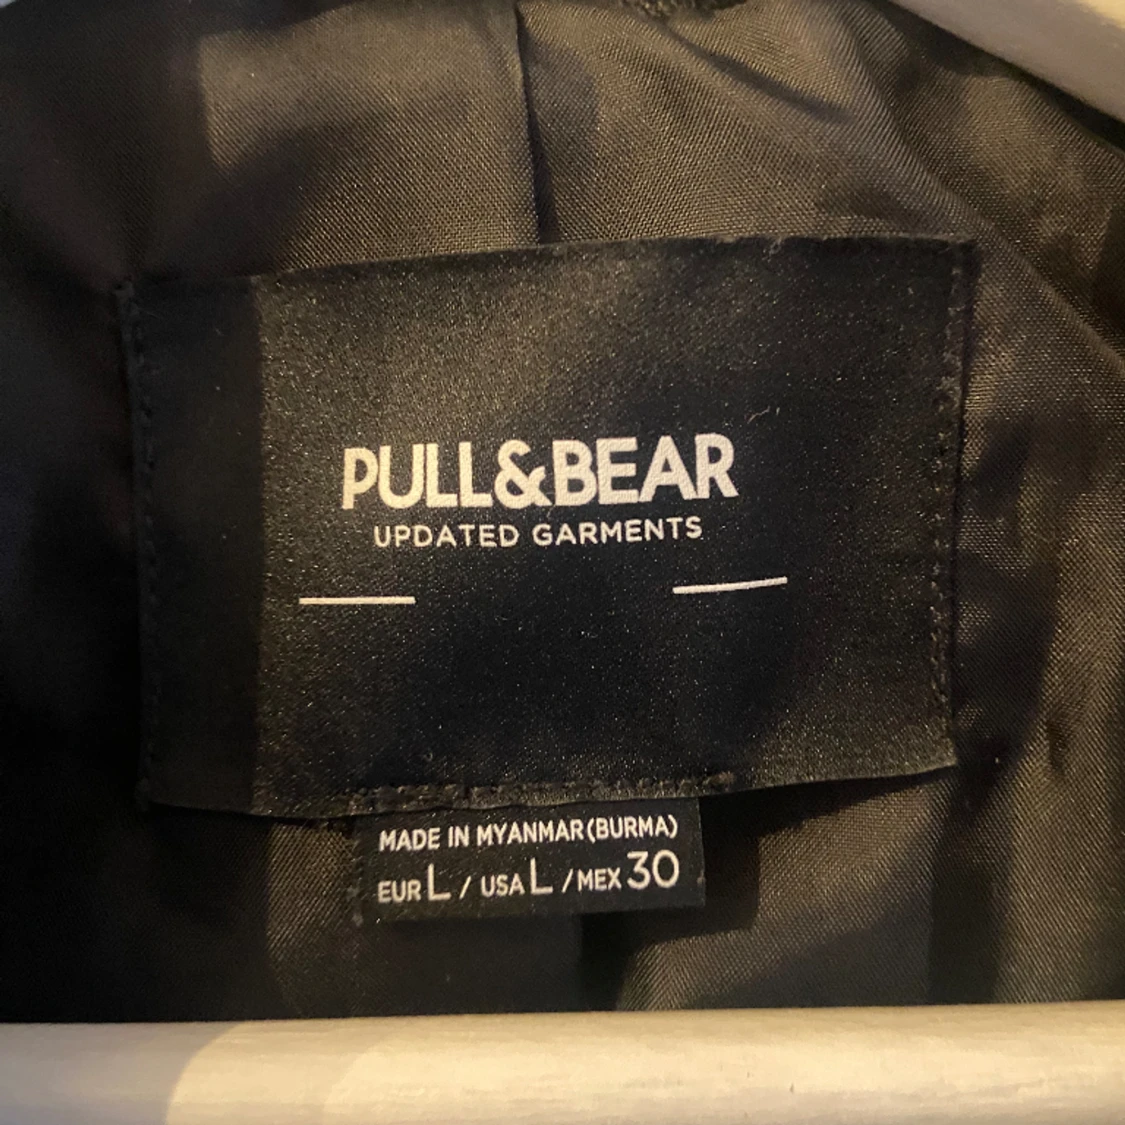 PULL&BEAR
UPDATED GARMENTS
MADE IN MYANMAR(BURMA)
EUR L / USA L / MEX 30